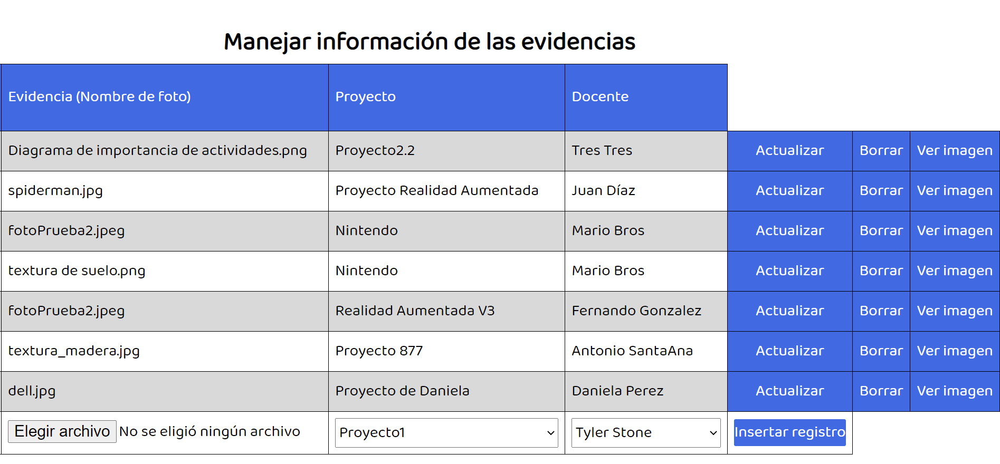 Manejar información de las evidencias
Evidencia (Nombre de foto) Proyecto Docente
Diagrama de importancia de actividades.png Proyecto2.2 Tres Tres Actualizar Borrar Ver imagen
spiderman.jpg Proyecto Realidad Aumentada Juan Díaz Actualizar Borrar Ver imagen
fotoPrueba2.jpeg Nintendo Mario Bros Actualizar Borrar Ver imagen
textura de suelo.png Nintendo Mario Bros Actualizar Borrar Ver imagen
fotoPrueba2.jpeg Realidad Aumentada V3 Fernando Gonzalez Actualizar Borrar Ver imagen
textura_madera.jpg Proyecto 877 Antonio SantaAna Actualizar Borrar Ver imagen
dell.jpg Proyecto de Daniela Daniela Perez Actualizar Borrar Ver imagen
Elegir archivo No se eligió ningún archivo Proyecto1 Tyler Stone Insertar registro